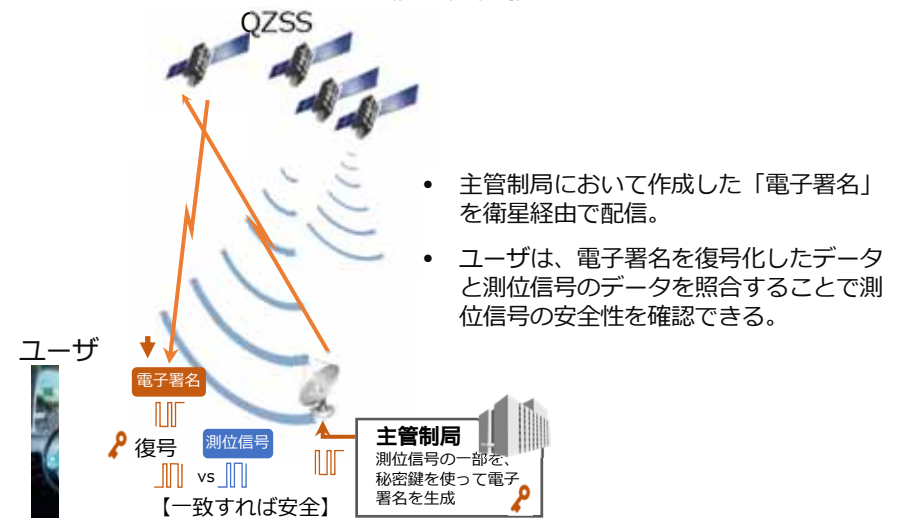 QZSS
• 主管制局において作成した「電子署名」
を衛星経由で配信。
• ユーザは、電子署名を復号化したデータ
と測位信号のデータを照合することで測
位信号の安全性を確認できる。
ユーザ
電子署名
復号
測位信号
vs
【一致すれば安全】
主管制局
測位信号の一部を、
秘密鍵を使って電子
署名を生成